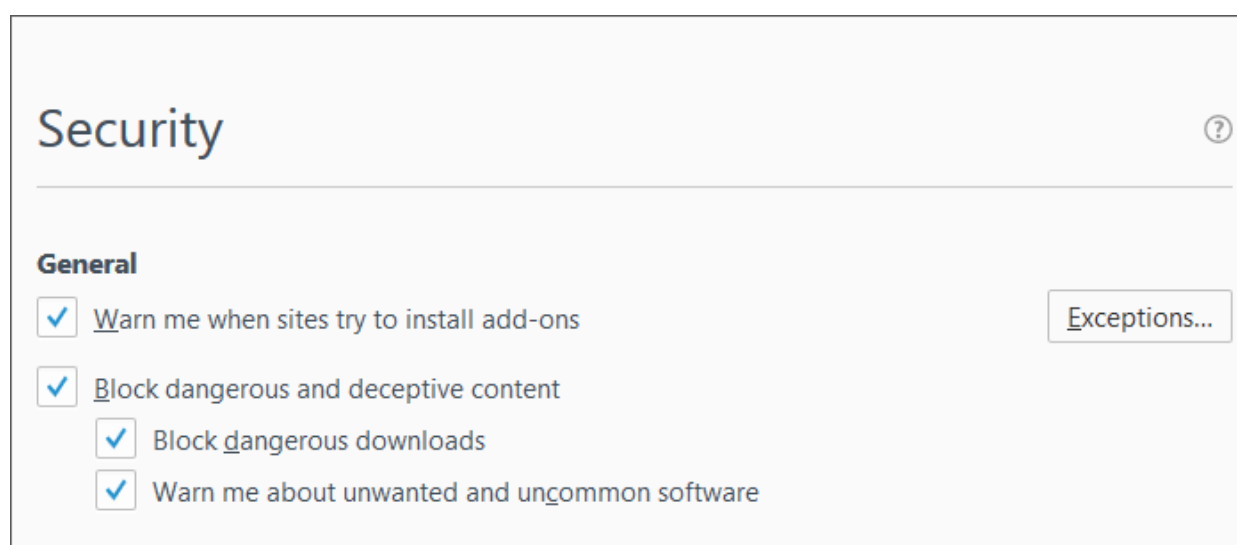 Security
?
General
Warn me when sites try to install add-ons
Exceptions...
Block dangerous and deceptive content
Block dangerous downloads
Warn me about unwanted and uncommon software